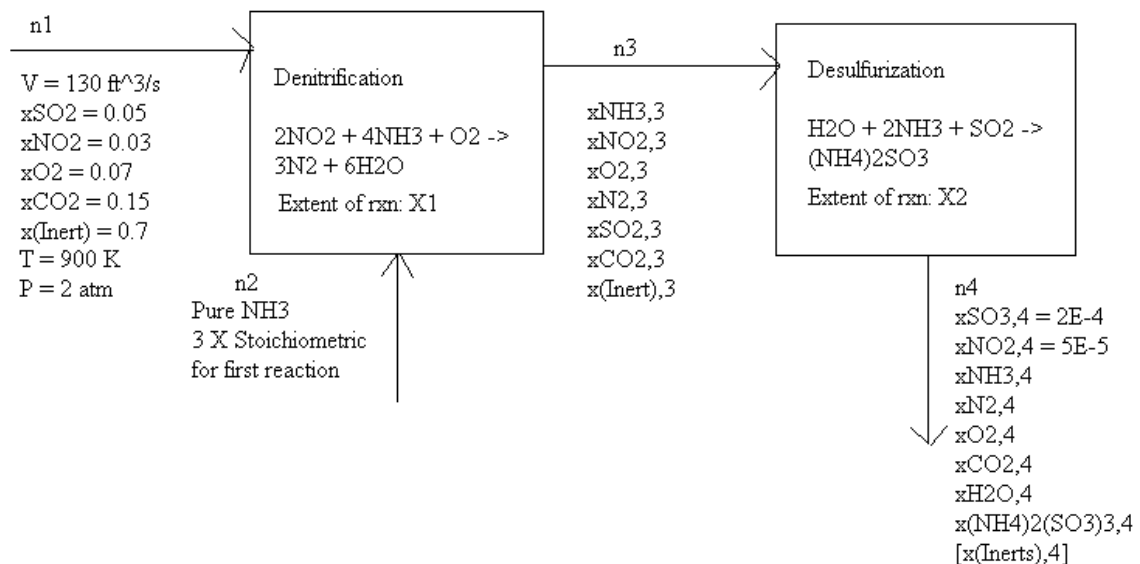 n1
V = 130 ft^3/s
xSO2 = 0.05
xNO2 = 0.03
xO2 = 0.07
xCO2 = 0.15
x(Inert) = 0.7
T = 900 K
P = 2 atm
Denitrification
2NO2 + 4NH3 + O2 ->
3N2 + 6H2O
Extent of rxn: X1
n2
Pure NH3
3 X Stoichiometric
for first reaction
n3
xNH3,3
xNO2,3
xO2,3
xN2,3
xSO2,3
xCO2,3
x(Inert),3
Desulfurization
H2O + 2NH3 + SO2 ->
(NH4)2SO3
Extent of rxn: X2
n4
xSO3,4 = 2E-4
xNO2,4 = 5E-5
xNH3,4
xN2,4
xO2,4
xCO2,4
xH2O,4
x(NH4)2(SO3)3,4
[x(Inerts),4]